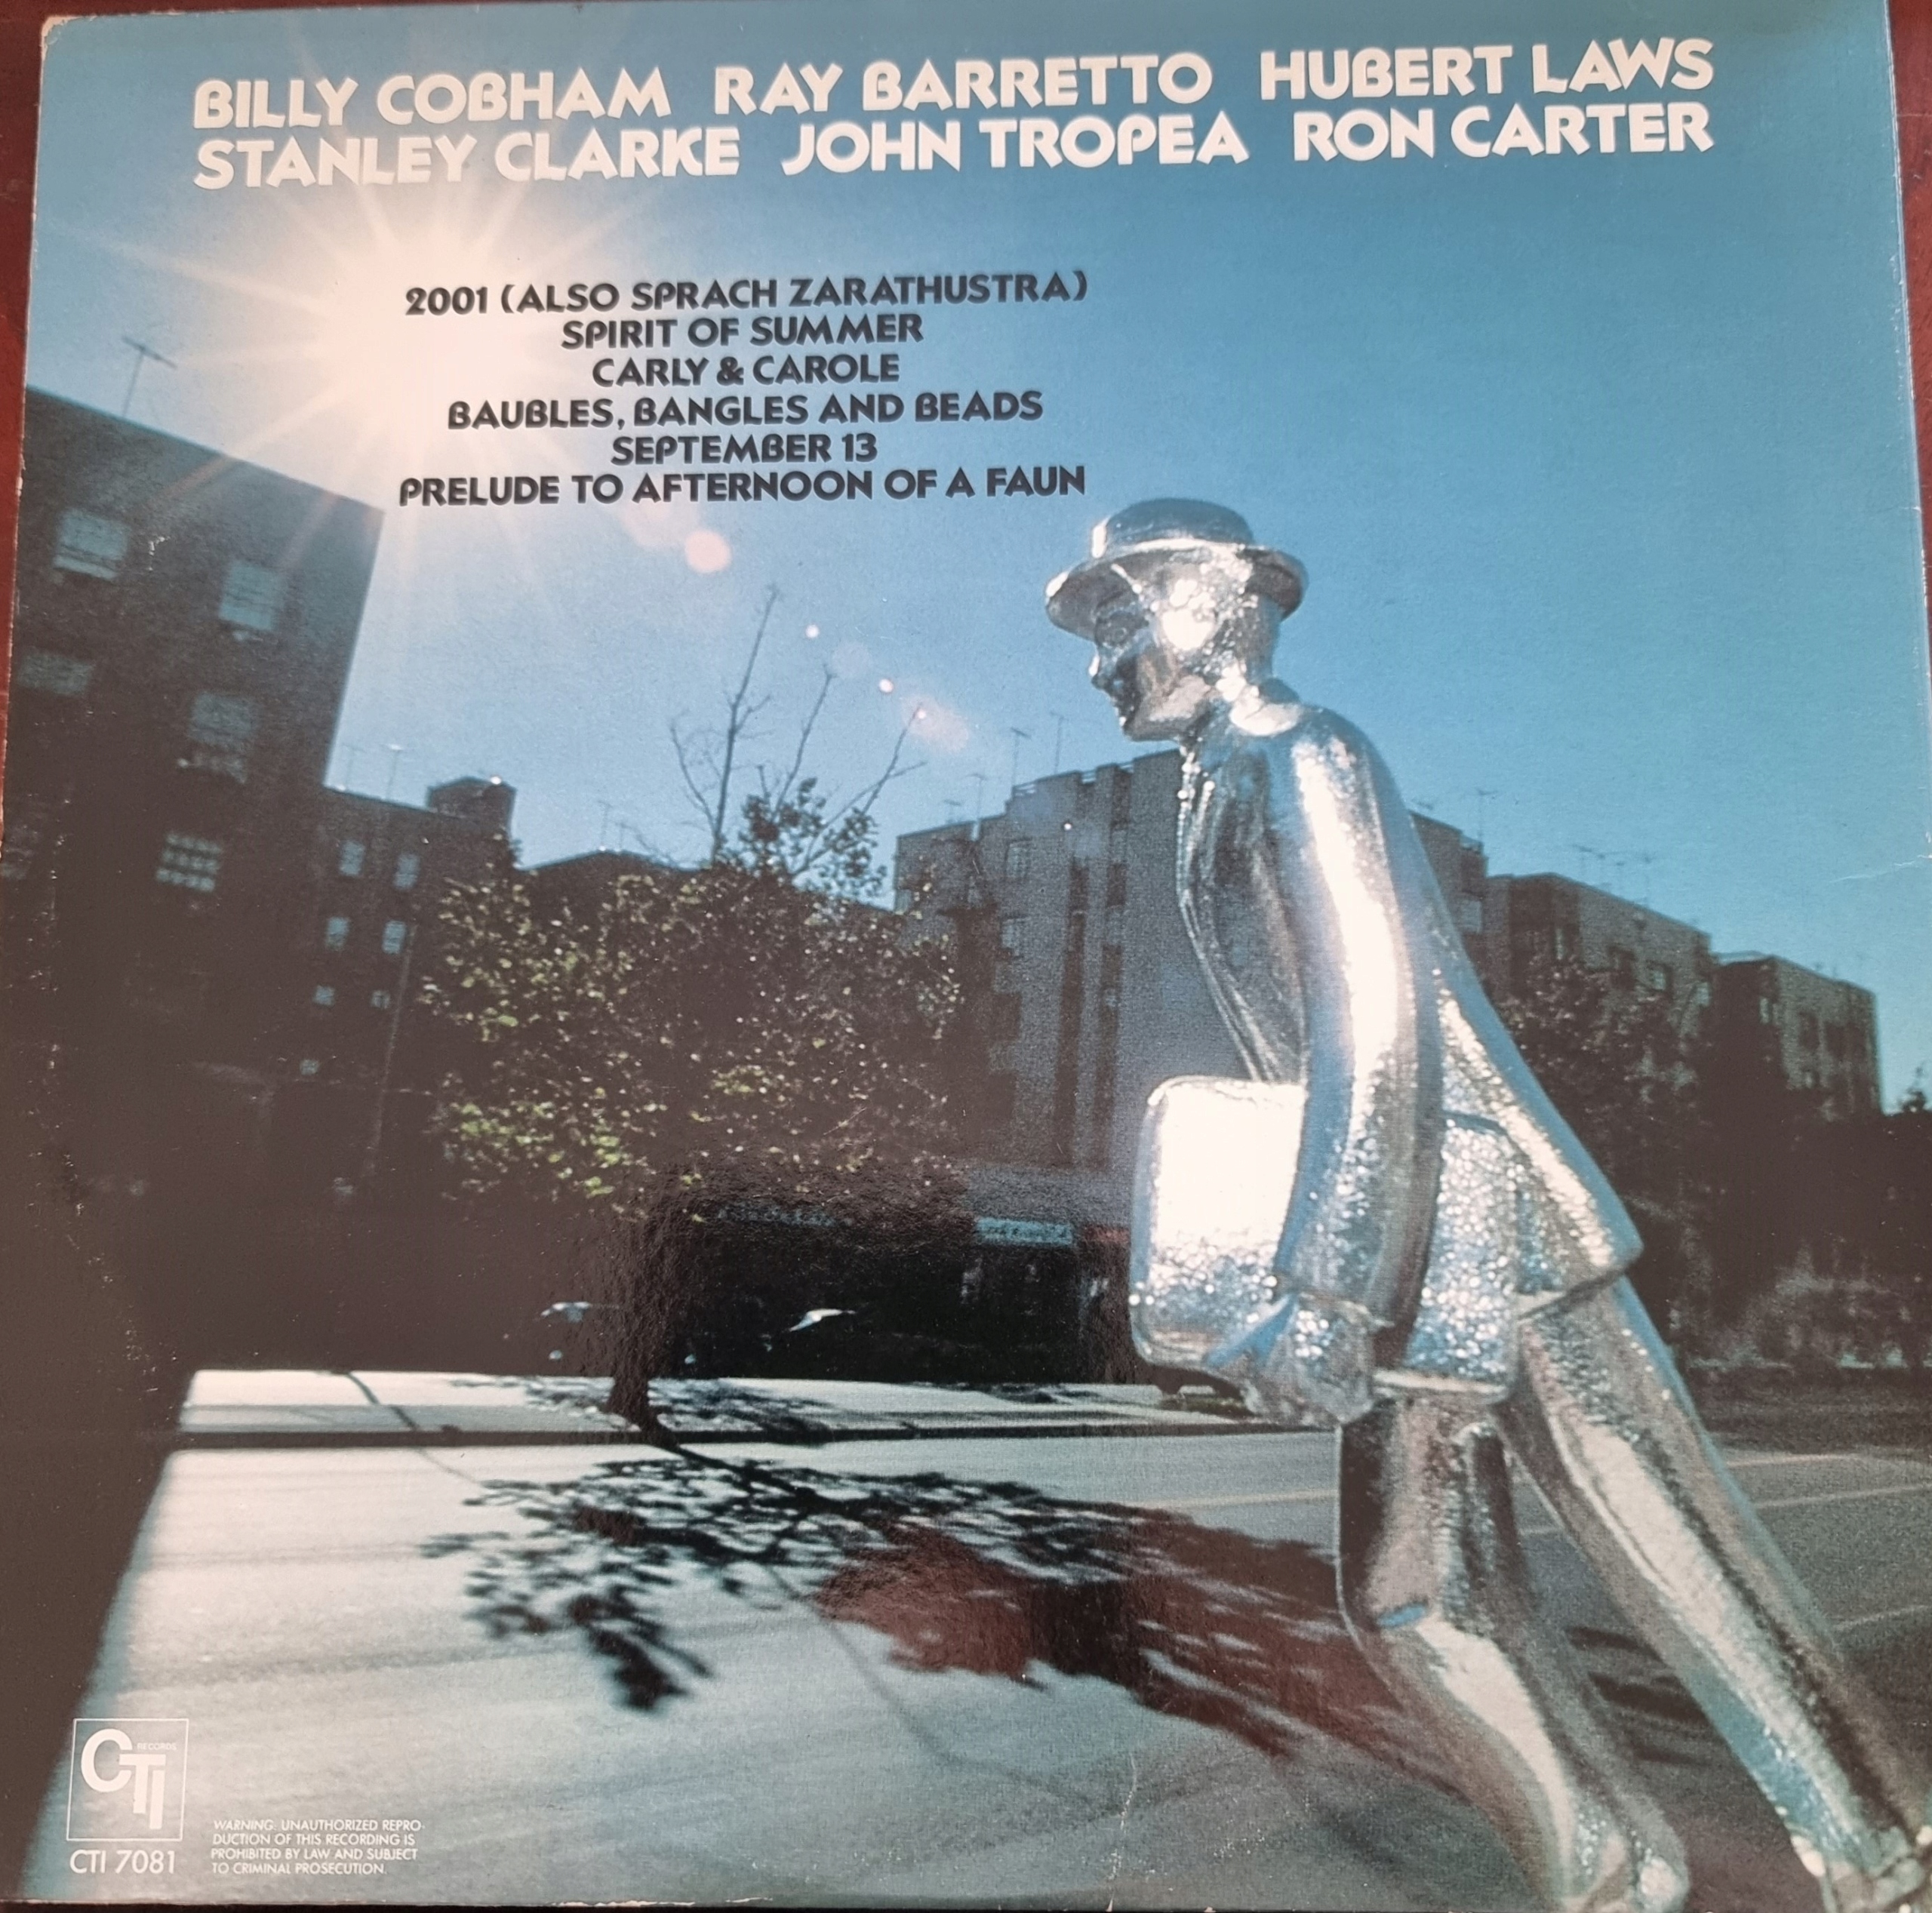 BILLY COBHAM RAY BARRETTO HUBERT LAWS
STANLEY CLARKE JOHN TROPEA RON CARTER
2001 (ALSO SPRACH ZARATHUSTRA)
SPIRIT OF SUMMER
CARLY & CAROLE
BAUBLES, BANGLES AND BEADS
SEPTEMBER 13
PRELUDE TO AFTERNOON OF A FAUN
CTI RECORDS
CTI 7081
WARNING: UNAUTHORIZED REPRO-
DUCTION OF THIS RECORDING IS
PROHIBITED BY LAW AND SUBJECT
TO CRIMINAL PROSECUTION.